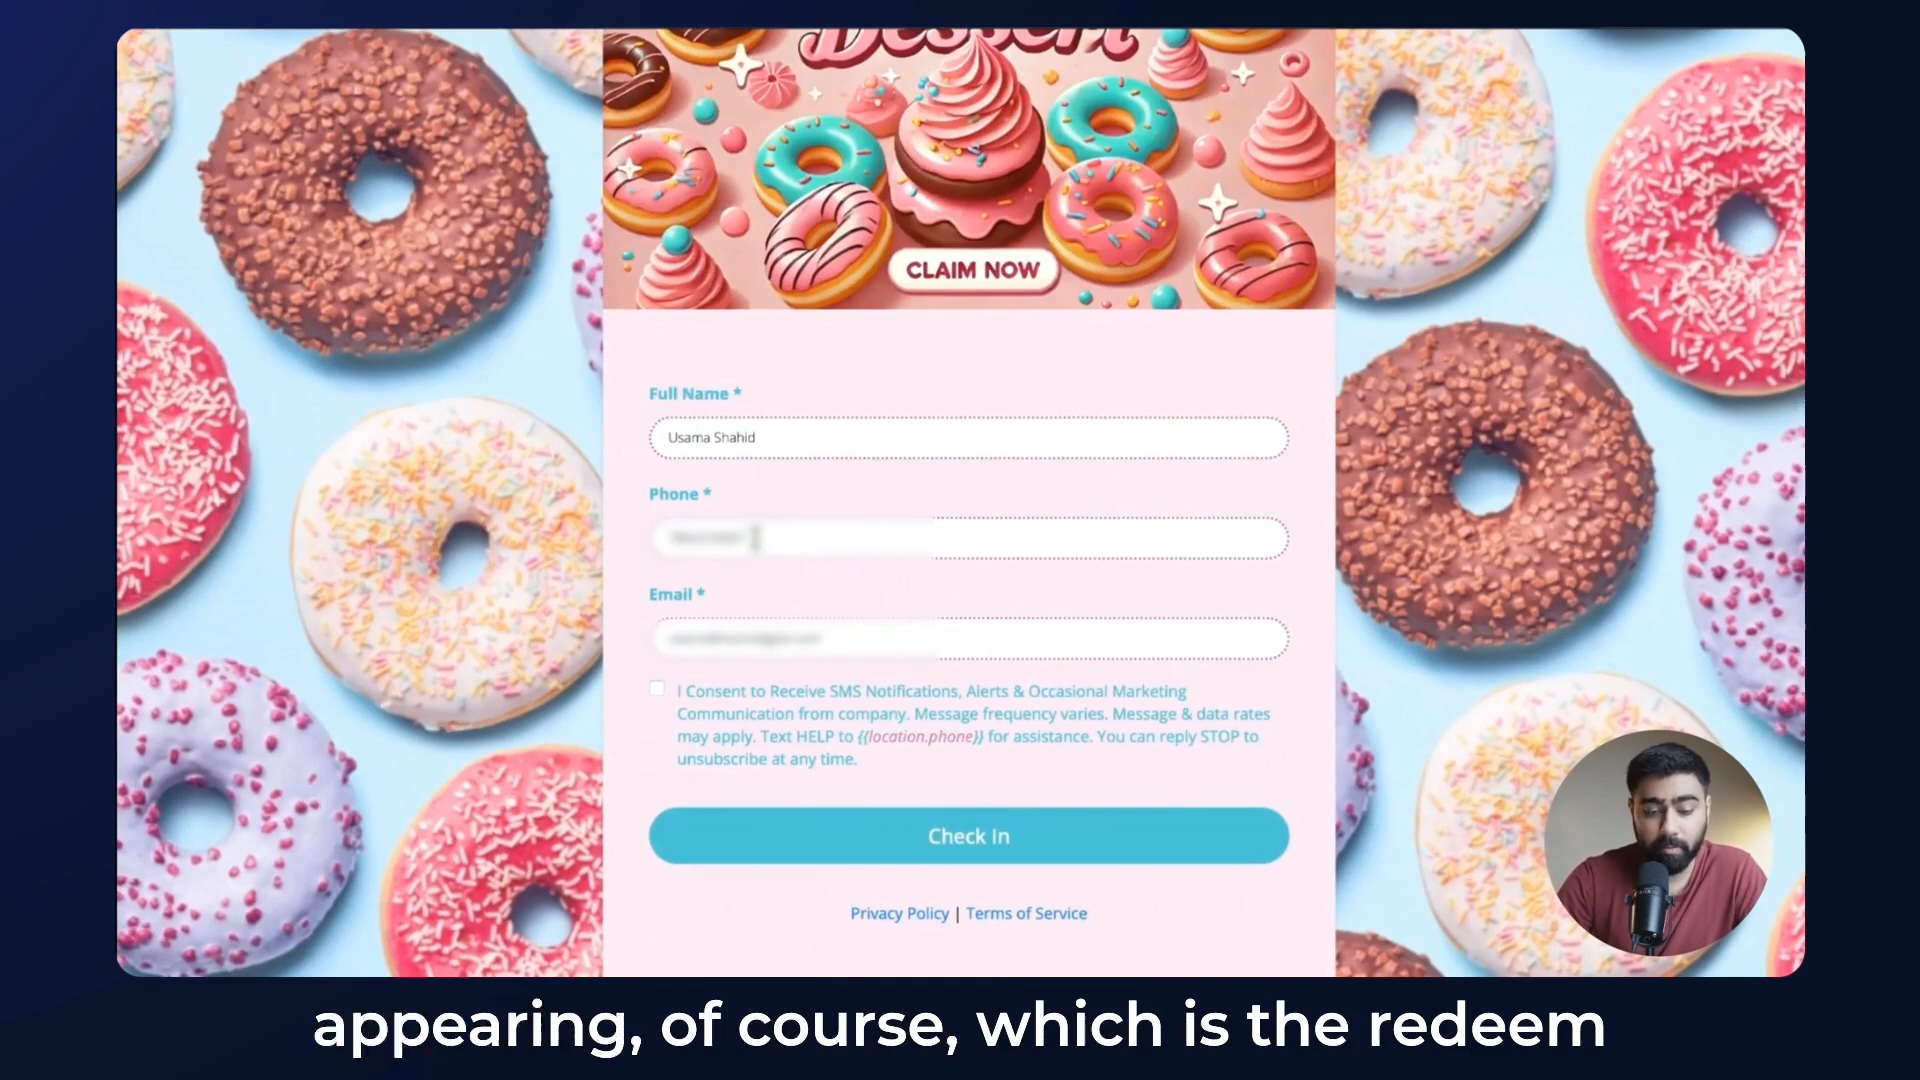 Dessert
CLAIM NOW
Full Name *
Usama Shahid
Phone *
Email *
I Consent to Receive SMS Notifications, Alerts & Occasional Marketing
Communication from company. Message frequency varies. Message & data rates
may apply. Text HELP to {{location.phone}} for assistance. You can reply STOP to
unsubscribe at any time.
Check In
Privacy Policy | Terms of Service
appearing, of course, which is the redeem